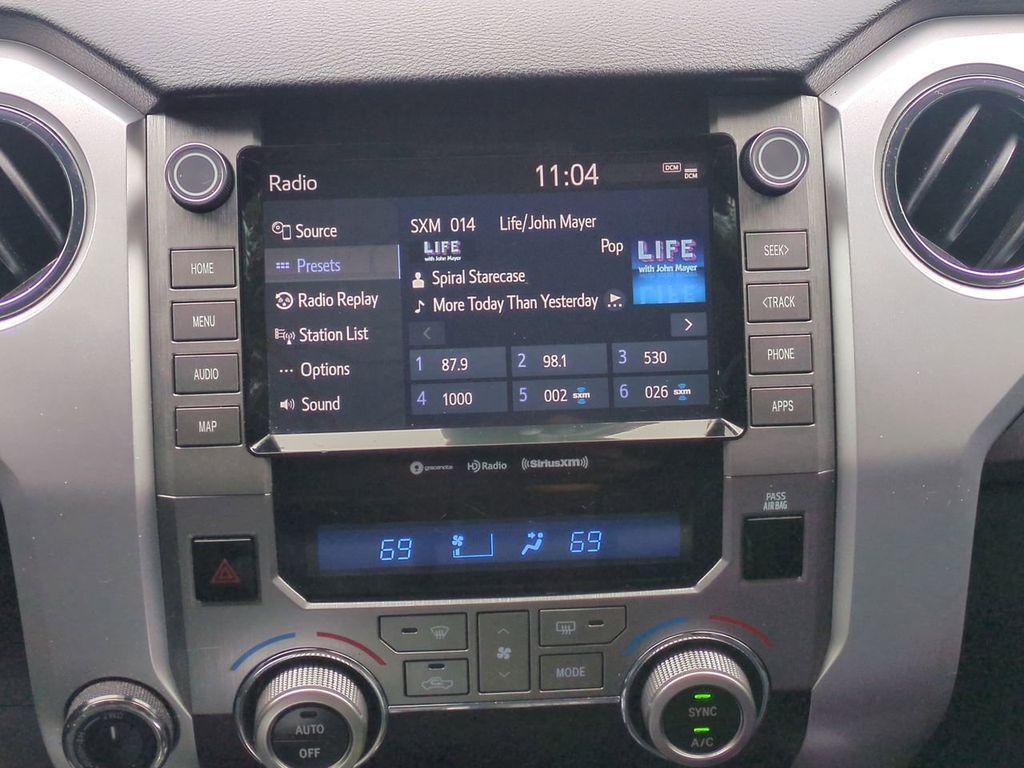 Radio
11:04
DCM
DCM
Source
Presets
Radio Replay
Station List
Options
Sound
SXM 014 Life/John Mayer
LIFE
with John Mayer
Pop
LIFE
with John Mayer
Spiral Starecase
More Today Than Yesterday
1 87.9
2 98.1
3 530
4 1000
5 002 sxm
6 026 sxm
HOME
MENU
AUDIO
MAP
SEEK>
<TRACK
PHONE
APPS
gracenote
HD Radio
((SiriusXM))
PASS
AIRBAG
69
69
MODE
AUTO
OFF
SYNC
A/C